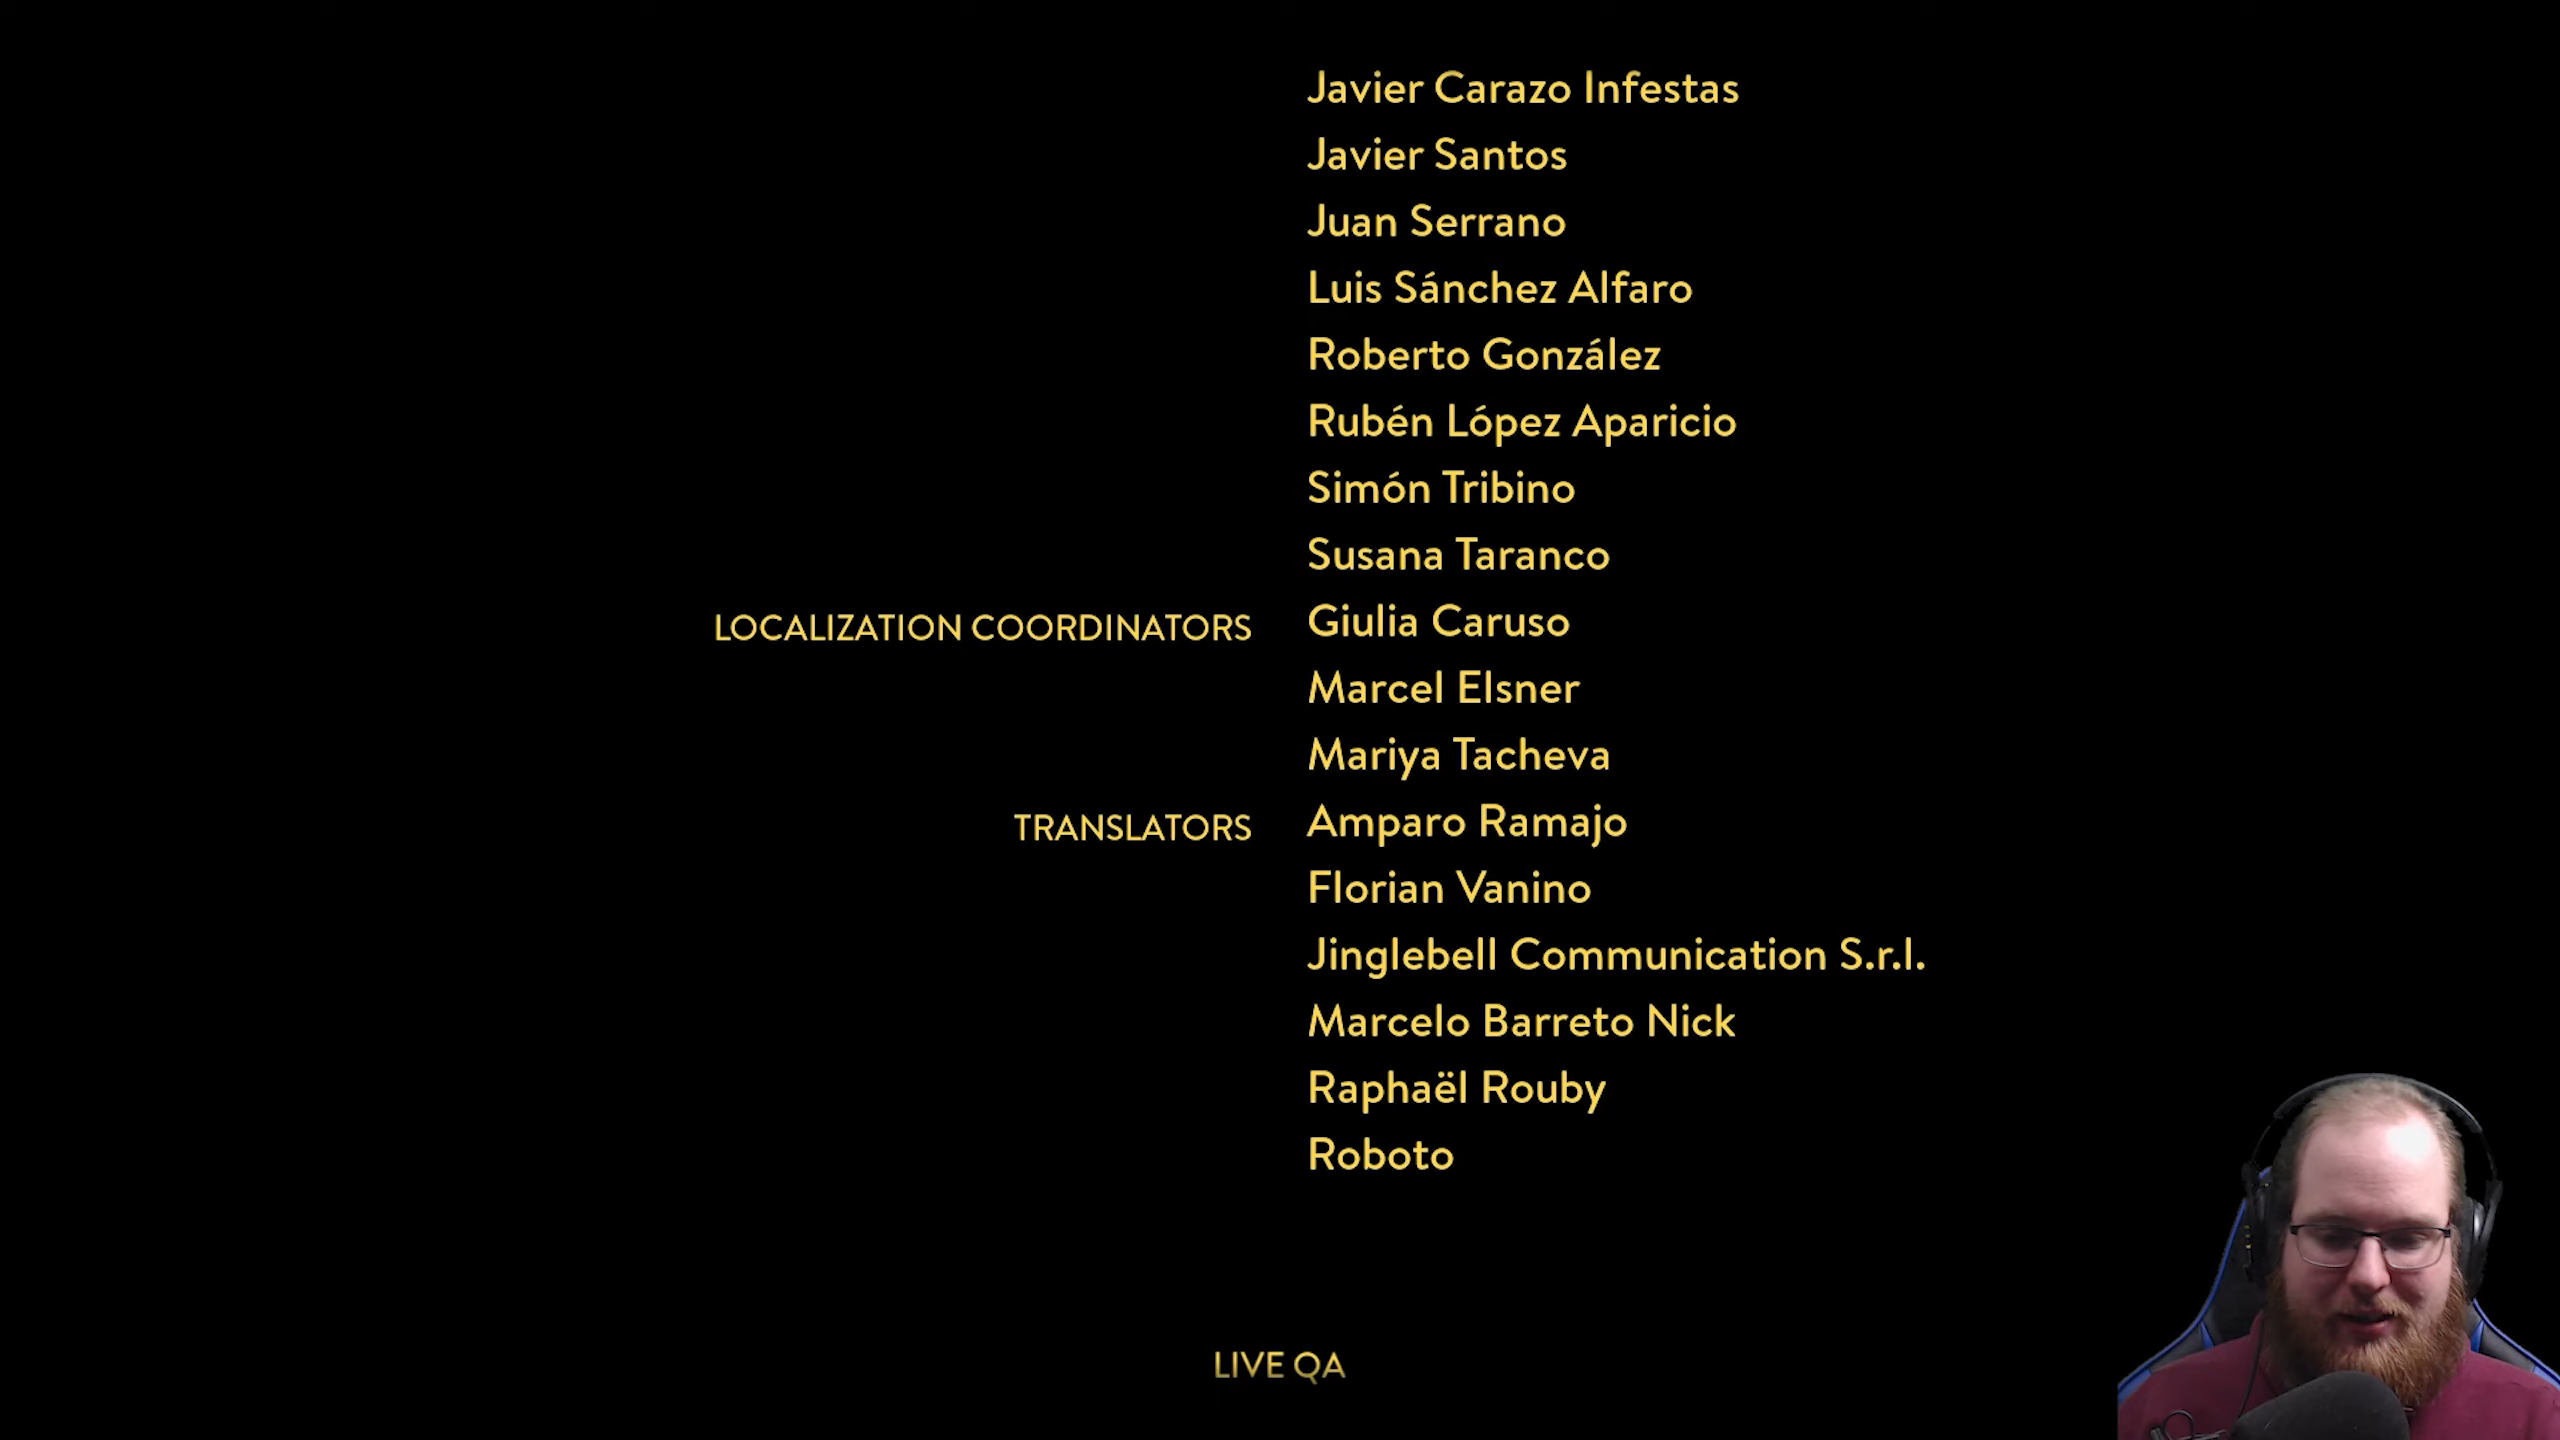 Javier Carazo Infestas
Javier Santos
Juan Serrano
Luis Sánchez Alfaro
Roberto González
Rubén López Aparicio
Simón Tribino
Susana Taranco
LOCALIZATION COORDINATORS Giulia Caruso
Marcel Elsner
Mariya Tacheva
TRANSLATORS Amparo Ramajo
Florian Vanino
Jinglebell Communication S.r.l.
Marcelo Barreto Nick
Raphaël Rouby
Roboto
LIVE QA